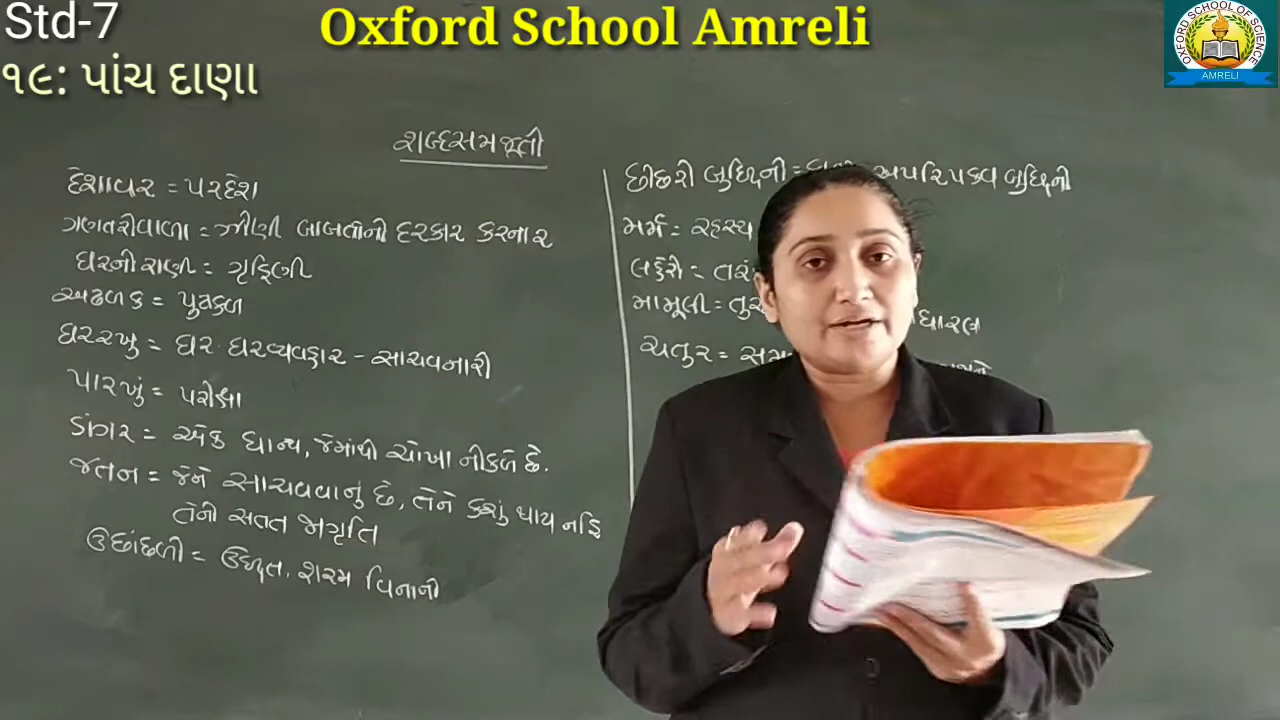 Std-7
Oxford School Amreli
OXFORD SCHOOL OF SCIENCE
AMRELI
૧૯: પાંચ દાણા
શબ્દસમજૂતી
દેશાવર = પરદેશ
ગણતરીવાળા = ઝીણી બાબતોની દરકાર કરનાર
ઘરની રાણી = ગૃહિણી
અઢળક = પુષ્કળ
ઘરરખુ = ઘર-ઘરવ્યવહાર - સાચવનારી
પારખું = પરીક્ષા
ડાંગર = એક ધાન્ય, જેમાંથી ચોખા નીકળે છે.
જતન = જેને સાચવવાનું છે, તેને કશું થાય નહિ
તેની સતત જાગૃતિ
ઉછાંછળી = ઉદ્ધત, શરમ વિનાની
છીછરી બુદ્ધિની = અપરિપક્વ બુદ્ધિની
મર્મ = રહસ્ય
લહેરો =
મામૂલી =
ચતુર =